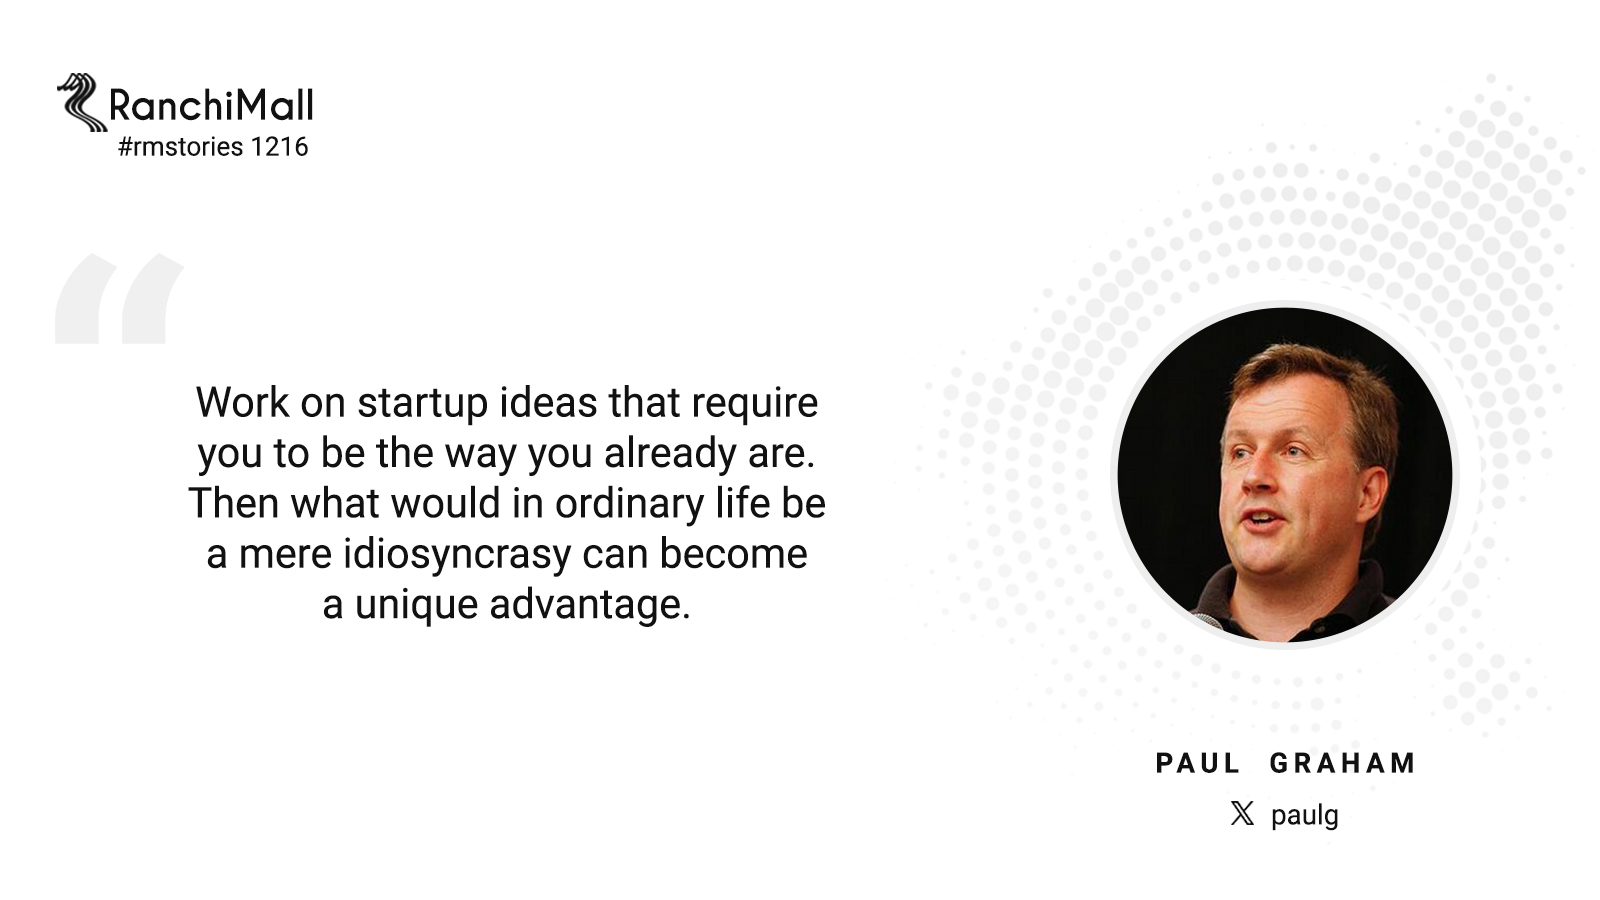 RanchiMall
#rmstories 1216
Work on startup ideas that require
you to be the way you already are.
Then what would in ordinary life be
a mere idiosyncrasy can become
a unique advantage.
PAUL GRAHAM
𝕏 paulg